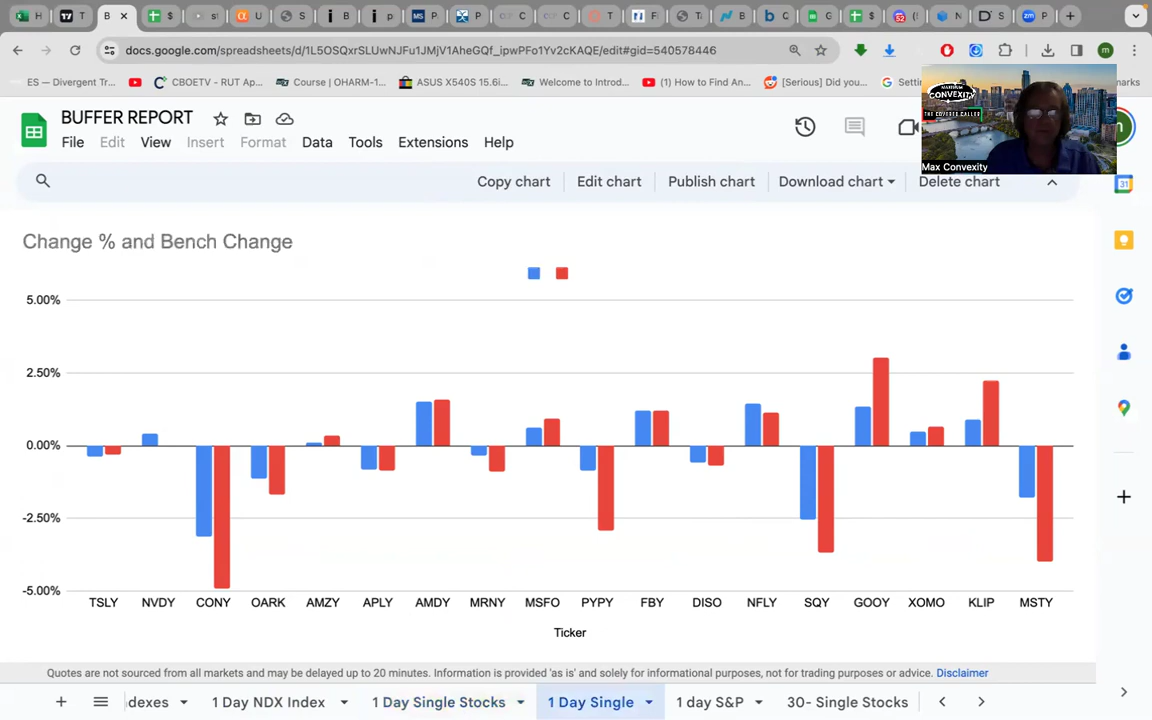 B
docs.google.com/spreadsheets/d/1L5OSQxrSLUwNJFu1JMjV1AheGQf_ipwPFo1Yv2cKAQE/edit#gid=540578446
ES — Divergent Tr...
CBOETV - RUT Ap...
Course | OHARM-1...
ASUS X540S 15.6i...
Welcome to Introd...
(1) How to Find An...
[Serious] Did you...
MAXIMUM
CONVEXITY
THE COVERED CALLER
Max Convexity
BUFFER REPORT
File Edit View Insert Format Data Tools Extensions Help
Copy chart Edit chart Publish chart Download chart Delete chart
Change % and Bench Change
5.00%
2.50%
0.00%
-2.50%
-5.00%
TSLY NVDY CONY OARK AMZY APLY AMDY MRNY MSFO PYPY FBY DISO NFLY SQY GOOY XOMO KLIP MSTY
Ticker
Quotes are not sourced from all markets and may be delayed up to 20 minutes. Information is provided 'as is' and solely for informational purposes, not for trading purposes or advice. Disclaimer
1 Day NDX Index 1 Day Single Stocks 1 Day Single 1 day S&P 30- Single Stocks